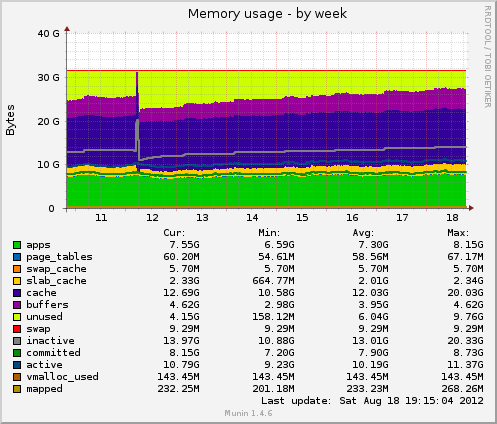 Memory usage - by week
RRDTOOL / TOBI OETIKER
Bytes
40 G
30 G
20 G
10 G
0
11 12 13 14 15 16 17 18
Cur: Min: Avg: Max:
apps 7.55G 6.59G 7.30G 8.15G
page_tables 60.20M 54.61M 58.56M 67.17M
swap_cache 5.70M 5.70M 5.70M 5.70M
slab_cache 2.33G 664.77M 2.01G 2.34G
cache 12.69G 10.58G 12.03G 20.03G
buffers 4.62G 2.98G 3.95G 4.62G
unused 4.15G 158.12M 6.04G 9.76G
swap 9.29M 9.29M 9.29M 9.29M
inactive 13.97G 10.88G 13.01G 20.33G
committed 8.15G 7.20G 7.90G 8.73G
active 10.79G 9.23G 10.19G 11.37G
vmalloc_used 143.45M 143.45M 143.45M 143.45M
mapped 232.25M 201.18M 233.23M 268.26M
Last update: Sat Aug 18 19:15:04 2012
Munin 1.4.6